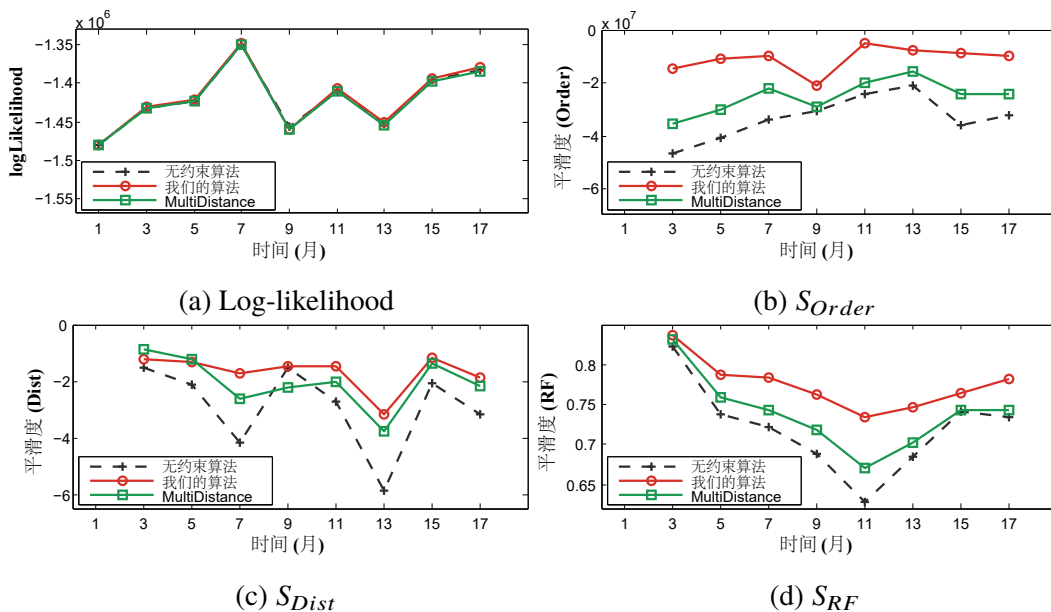 x 10⁶
−1.35
−1.4
−1.45
−1.5
−1.55
logLikelihood
无约束算法
我们的算法
MultiDistance
1 3 5 7 9 11 13 15 17
时间 (月)
(a) Log-likelihood
x 10⁷
0
−2
−4
−6
平滑度 (Order)
无约束算法
我们的算法
MultiDistance
1 3 5 7 9 11 13 15 17
时间 (月)
(b) S_Order
0
−2
−4
−6
平滑度 (Dist)
无约束算法
我们的算法
MultiDistance
1 3 5 7 9 11 13 15 17
时间 (月)
(c) S_Dist
0.8
0.75
0.7
0.65
平滑度 (RF)
无约束算法
我们的算法
MultiDistance
1 3 5 7 9 11 13 15 17
时间 (月)
(d) S_RF